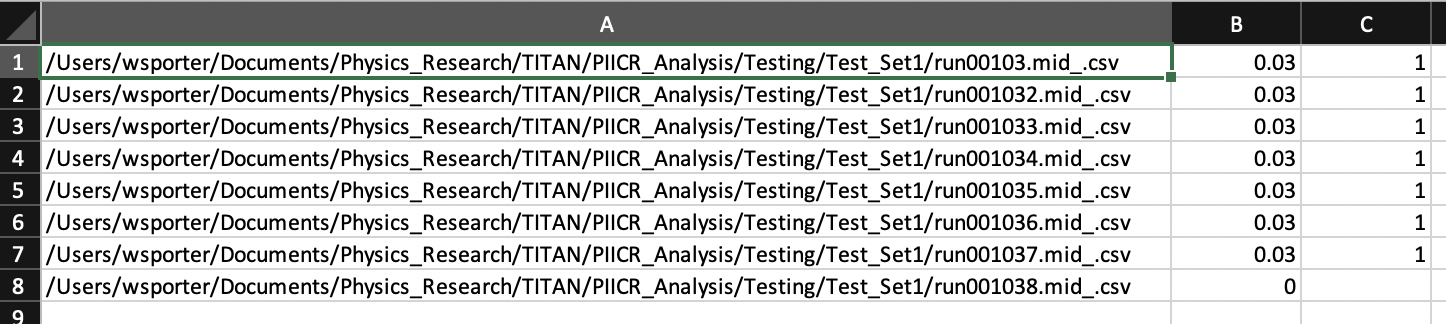 A B C
1 /Users/wsporter/Documents/Physics_Research/TITAN/PIICR_Analysis/Testing/Test_Set1/run00103.mid_.csv 0.03 1
2 /Users/wsporter/Documents/Physics_Research/TITAN/PIICR_Analysis/Testing/Test_Set1/run001032.mid_.csv 0.03 1
3 /Users/wsporter/Documents/Physics_Research/TITAN/PIICR_Analysis/Testing/Test_Set1/run001033.mid_.csv 0.03 1
4 /Users/wsporter/Documents/Physics_Research/TITAN/PIICR_Analysis/Testing/Test_Set1/run001034.mid_.csv 0.03 1
5 /Users/wsporter/Documents/Physics_Research/TITAN/PIICR_Analysis/Testing/Test_Set1/run001035.mid_.csv 0.03 1
6 /Users/wsporter/Documents/Physics_Research/TITAN/PIICR_Analysis/Testing/Test_Set1/run001036.mid_.csv 0.03 1
7 /Users/wsporter/Documents/Physics_Research/TITAN/PIICR_Analysis/Testing/Test_Set1/run001037.mid_.csv 0.03 1
8 /Users/wsporter/Documents/Physics_Research/TITAN/PIICR_Analysis/Testing/Test_Set1/run001038.mid_.csv 0
9